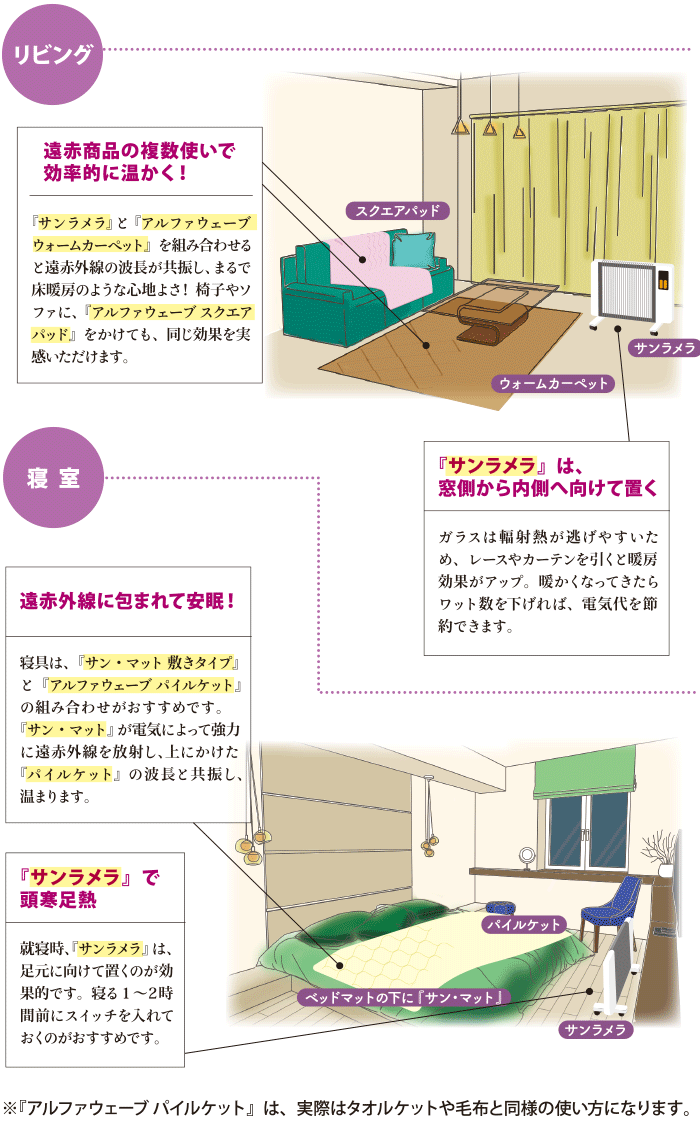 リビング
遠赤商品の複数使いで
効率的に温かく！
『サンラメラ』と『アルファウェーブ
ウォームカーペット』を組み合わせる
と遠赤外線の波長が共振し、まるで
床暖房のような心地よさ！椅子やソ
ファに、『アルファウェーブ スクエア
パッド』をかけても、同じ効果を実
感いただけます。
スクエアパッド
サンラメラ
ウォームカーペット
『サンラメラ』は、
窓側から内側へ向けて置く
ガラスは輻射熱が逃げやすいた
め、レースやカーテンを引くと暖房
効果がアップ。暖かくなってきたら
ワット数を下げれば、電気代を節
約できます。
寝室
遠赤外線に包まれて安眠！
寝具は、『サン・マット 敷きタイプ』
と『アルファウェーブ パイルケット』
の組み合わせがおすすめです。
『サン・マット』が電気によって強力
に遠赤外線を放射し、上にかけた
『パイルケット』の波長と共振し、
温まります。
『サンラメラ』で
頭寒足熱
就寝時、『サンラメラ』は、
足元に向けて置くのが効
果的です。寝る１〜２時
間前にスイッチを入れて
おくのがおすすめです。
パイルケット
ベッドマットの下に『サン・マット』
サンラメラ
※『アルファウェーブ パイルケット』は、実際はタオルケットや毛布と同様の使い方になります。